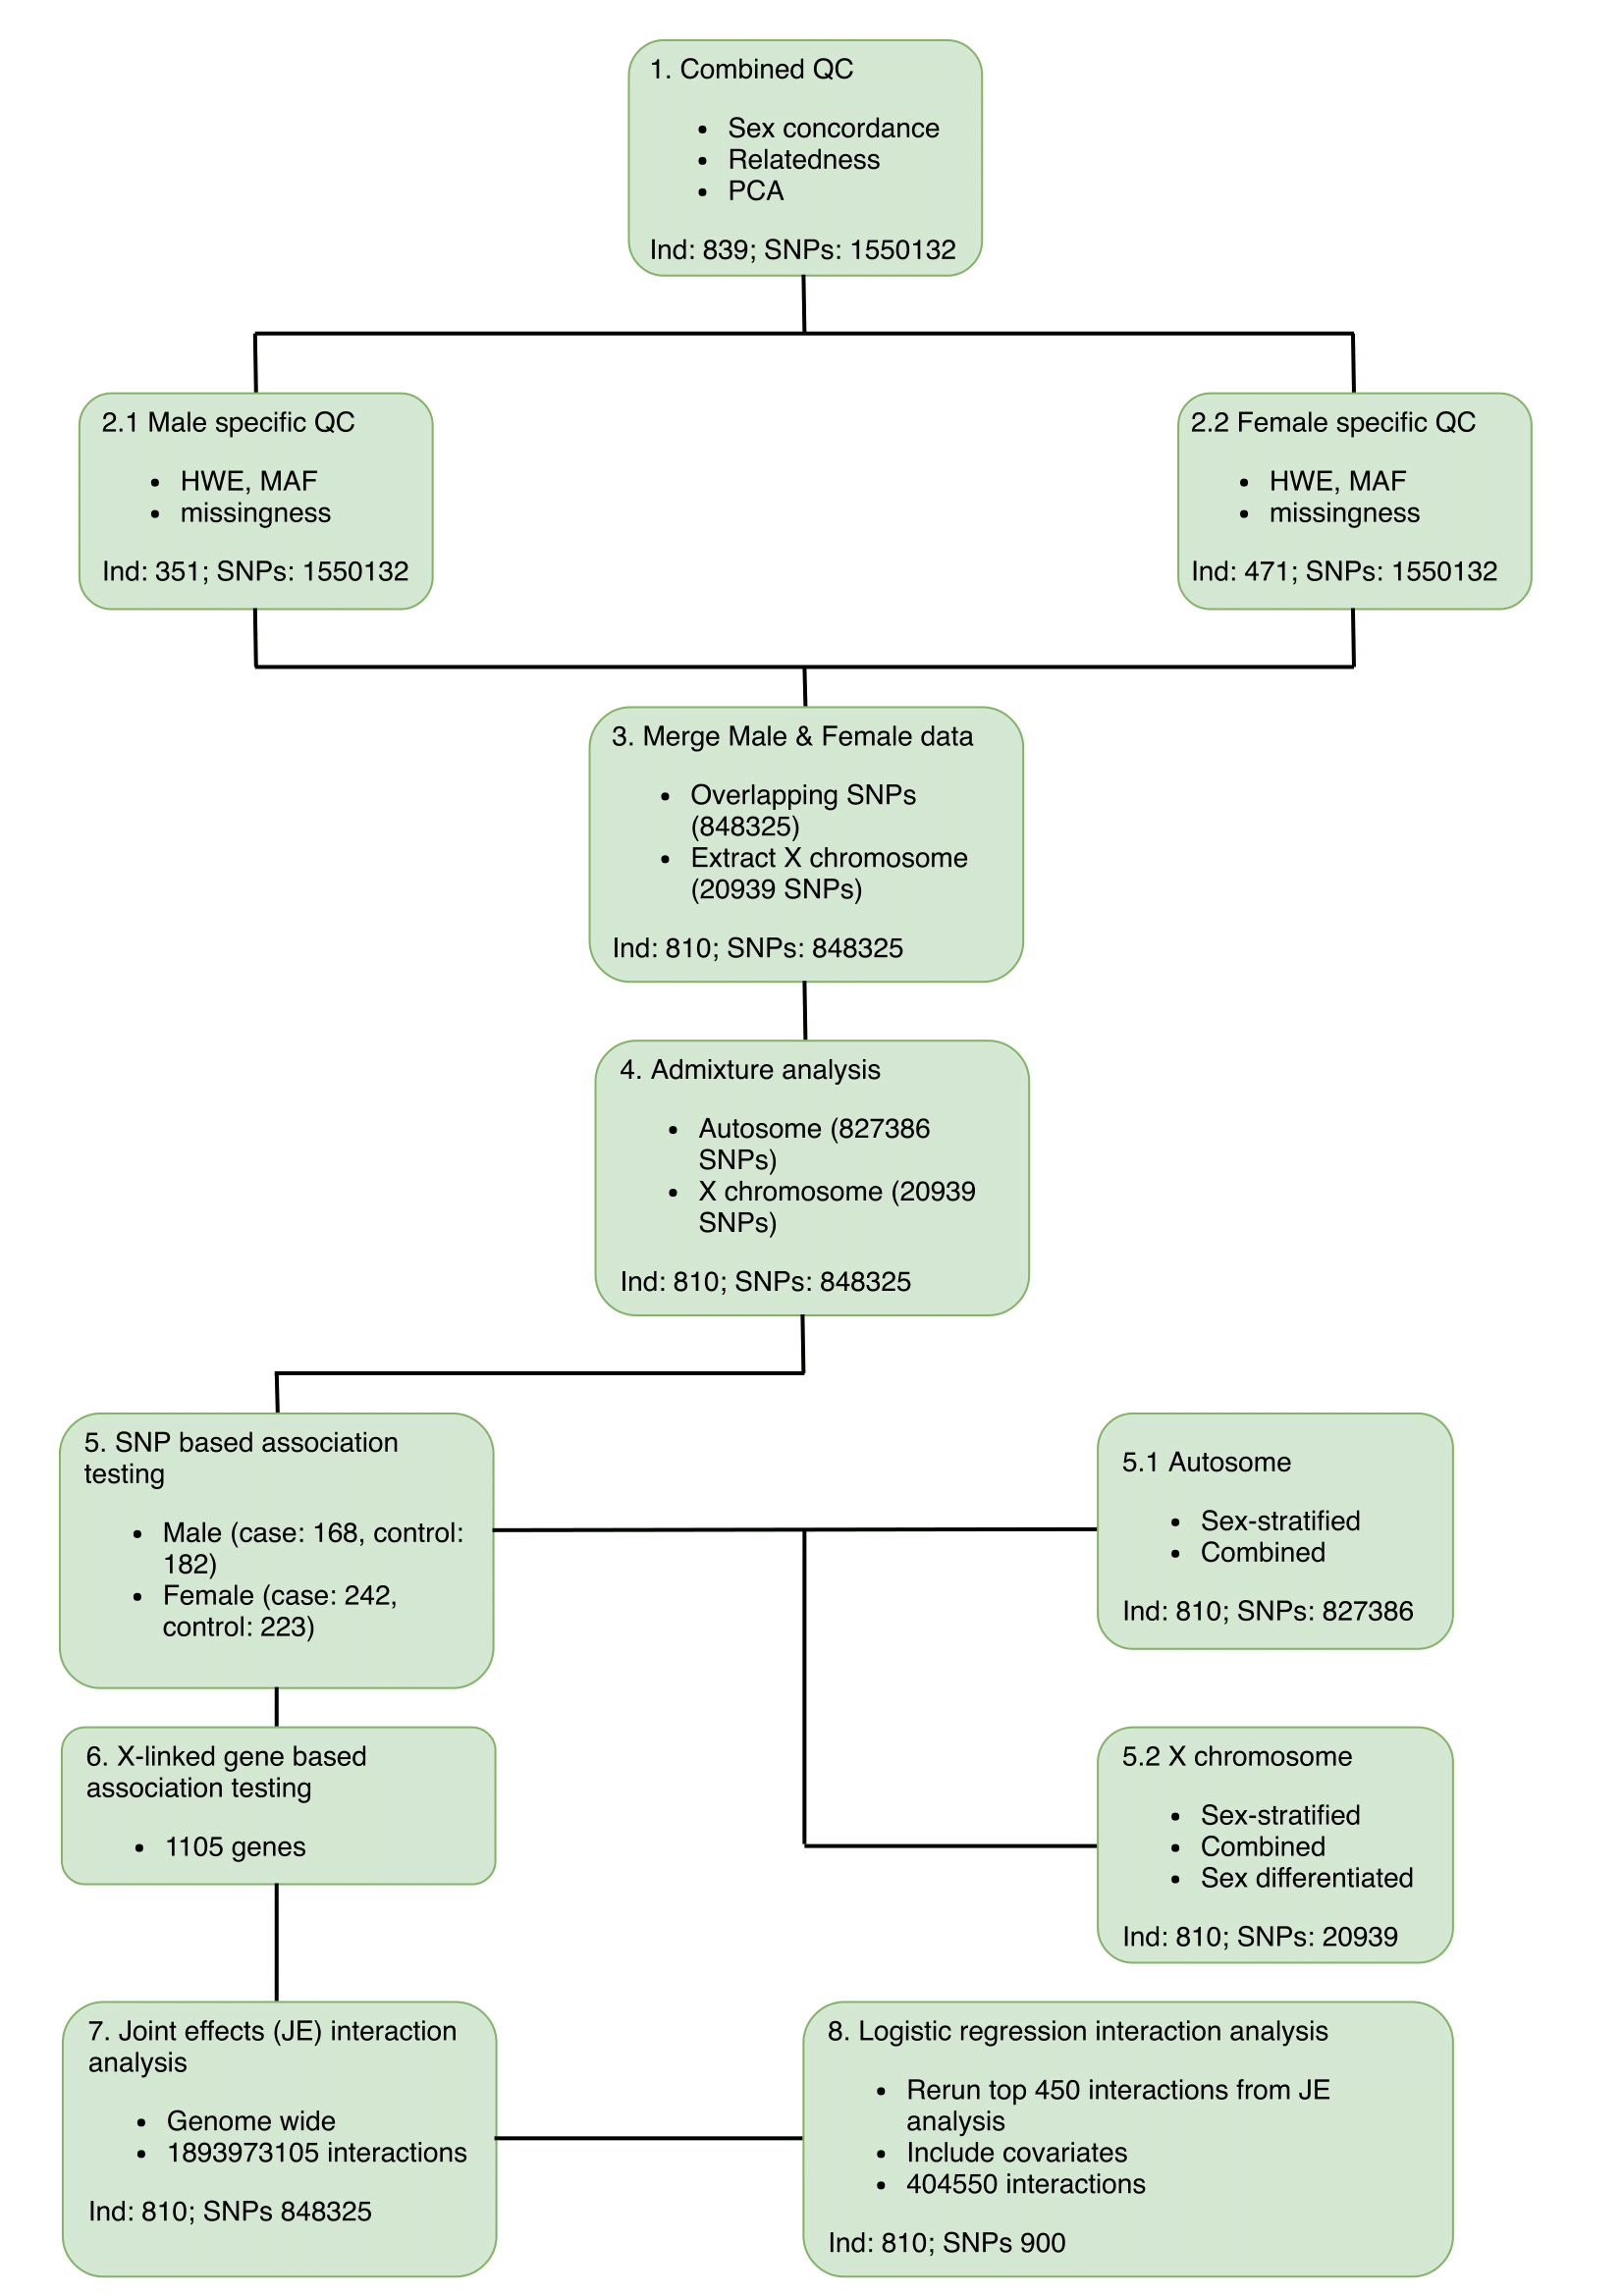 1. Combined QC
• Sex concordance
• Relatedness
• PCA
Ind: 839; SNPs: 1550132
2.1 Male specific QC
• HWE, MAF
• missingness
Ind: 351; SNPs: 1550132
2.2 Female specific QC
• HWE, MAF
• missingness
Ind: 471; SNPs: 1550132
3. Merge Male & Female data
• Overlapping SNPs
(848325)
• Extract X chromosome
(20939 SNPs)
Ind: 810; SNPs: 848325
4. Admixture analysis
• Autosome (827386
SNPs)
• X chromosome (20939
SNPs)
Ind: 810; SNPs: 848325
5. SNP based association
testing
• Male (case: 168, control:
182)
• Female (case: 242,
control: 223)
5.1 Autosome
• Sex-stratified
• Combined
Ind: 810; SNPs: 827386
5.2 X chromosome
• Sex-stratified
• Combined
• Sex differentiated
Ind: 810; SNPs: 20939
6. X-linked gene based
association testing
• 1105 genes
7. Joint effects (JE) interaction
analysis
• Genome wide
• 1893973105 interactions
Ind: 810; SNPs 848325
8. Logistic regression interaction analysis
• Rerun top 450 interactions from JE
analysis
• Include covariates
• 404550 interactions
Ind: 810; SNPs 900